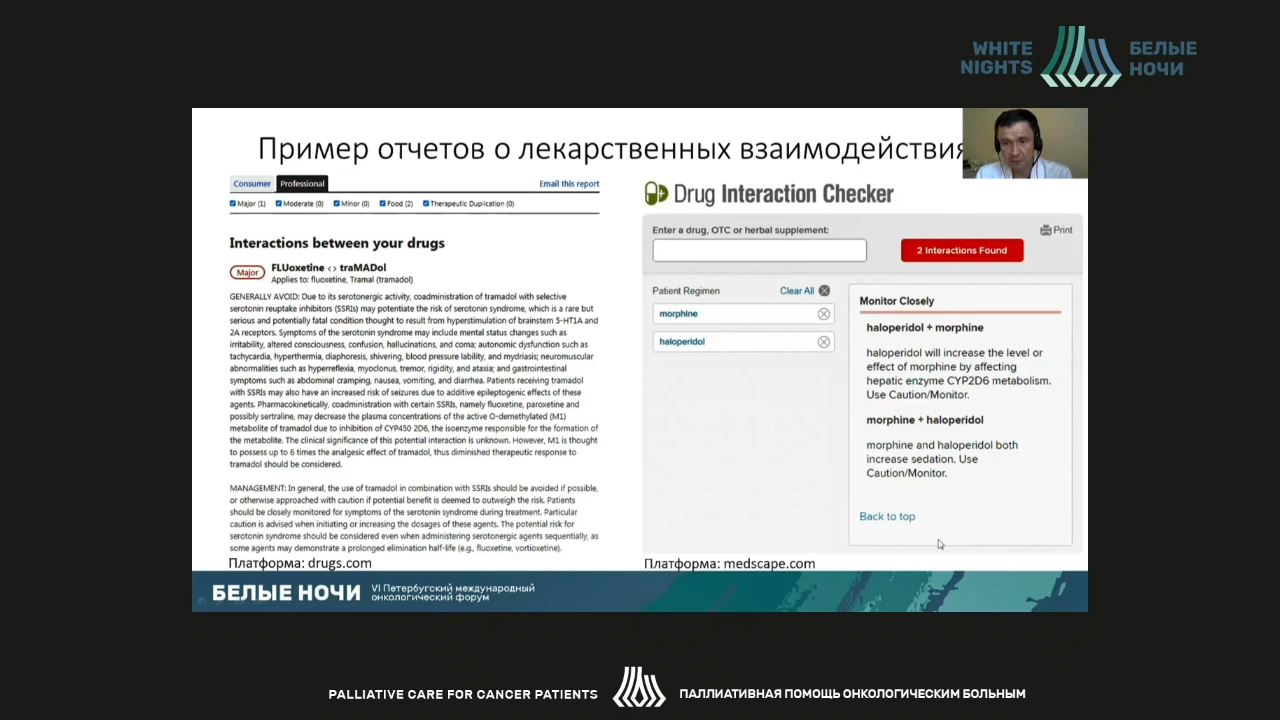 WHITE
NIGHTS
БЕЛЫЕ
НОЧИ
Пример отчетов о лекарственных взаимодействия
Consumer Professional Email this report
Major (1) Moderate (0) Minor (0) Food (2) Therapeutic Duplication (0)
Interactions between your drugs
Major
FLUoxetine <> traMADol
Applies to: fluoxetine, Tramal (tramadol)
GENERALLY AVOID: Due to its serotonergic activity, coadministration of tramadol with selective
serotonin reuptake inhibitors (SSRIs) may potentiate the risk of serotonin syndrome, which is a rare but
serious and potentially fatal condition thought to result from hyperstimulation of brainstem 5-HT1A and
2A receptors. Symptoms of the serotonin syndrome may include mental status changes such as
irritability, altered consciousness, confusion, hallucinations, and coma; autonomic dysfunction such as
tachycardia, hyperthermia, diaphoresis, shivering, blood pressure lability, and mydriasis; neuromuscular
abnormalities such as hyperreflexia, myoclonus, tremor, rigidity, and ataxia; and gastrointestinal
symptoms such as abdominal cramping, nausea, vomiting, and diarrhea. Patients receiving tramadol
with SSRIs may also have an increased risk of seizures due to additive epileptogenic effects of these
agents. Pharmacokinetically, coadministration with certain SSRIs, namely fluoxetine, paroxetine and
possibly sertraline, may decrease the plasma concentrations of the active O-demethylated (M1)
metabolite of tramadol due to inhibition of CYP450 2D6, the isoenzyme responsible for the formation of
the metabolite. The clinical significance of this potential interaction is unknown. However, M1 is thought
to possess up to 6 times the analgesic effect of tramadol, thus diminished therapeutic response to
tramadol should be considered.
MANAGEMENT: In general, the use of tramadol in combination with SSRIs should be avoided if possible,
or otherwise approached with caution if potential benefit is deemed to outweigh the risk. Patients
should be closely monitored for symptoms of the serotonin syndrome during treatment. Particular
caution is advised when initiating or increasing the dosages of these agents. The potential risk for
serotonin syndrome should be considered even when administering serotonergic agents sequentially, as
some agents may demonstrate a prolonged elimination half-life (e.g., fluoxetine, vortioxetine).
Платформа: drugs.com
Drug Interaction Checker
Print
Enter a drug, OTC or herbal supplement:
2 Interactions Found
Patient Regimen Clear All
morphine
haloperidol
Monitor Closely
haloperidol + morphine
haloperidol will increase the level or
effect of morphine by affecting
hepatic enzyme CYP2D6 metabolism.
Use Caution/Monitor.
morphine + haloperidol
morphine and haloperidol both
increase sedation. Use
Caution/Monitor.
Back to top
Платформа: medscape.com
БЕЛЫЕ НОЧИ
VI Петербургский международный
онкологический форум
PALLIATIVE CARE FOR CANCER PATIENTS
ПАЛЛИАТИВНАЯ ПОМОЩЬ ОНКОЛОГИЧЕСКИМ БОЛЬНЫМ